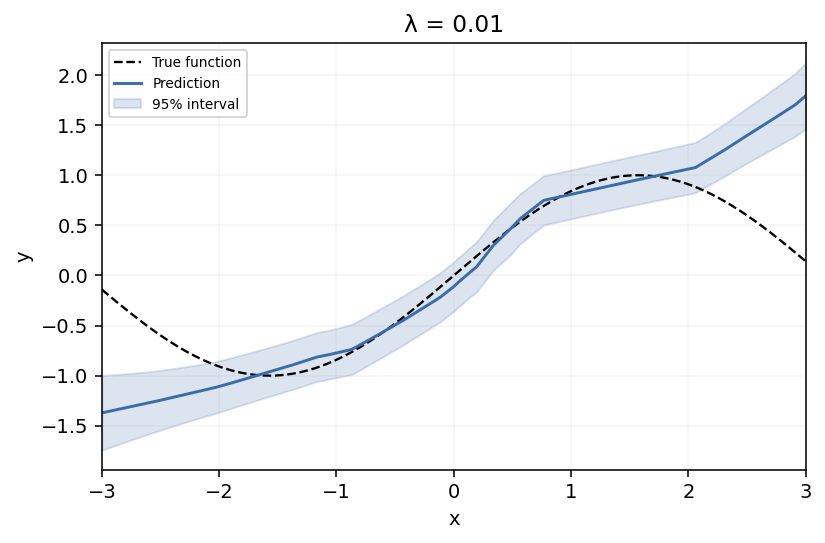 λ = 0.01
True function
Prediction
95% interval
2.0
1.5
1.0
0.5
0.0
−0.5
−1.0
−1.5
y
−3 −2 −1 0 1 2 3
x